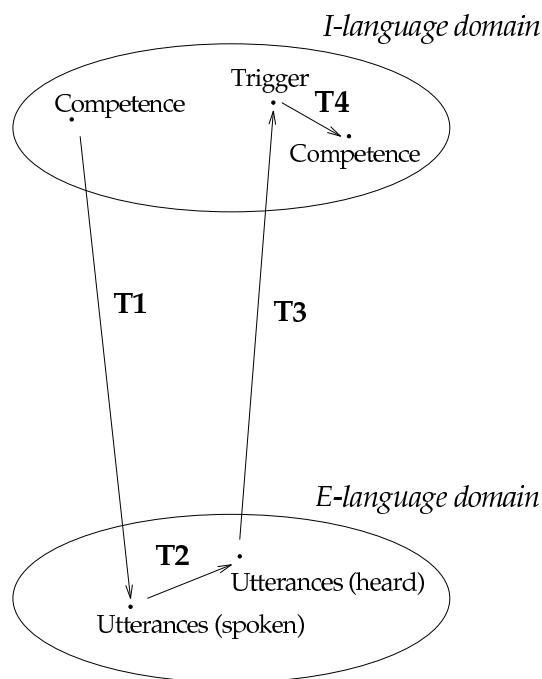 I-language domain
Trigger
T4
Competence
Competence
T1
T3
E-language domain
T2
Utterances (heard)
Utterances (spoken)